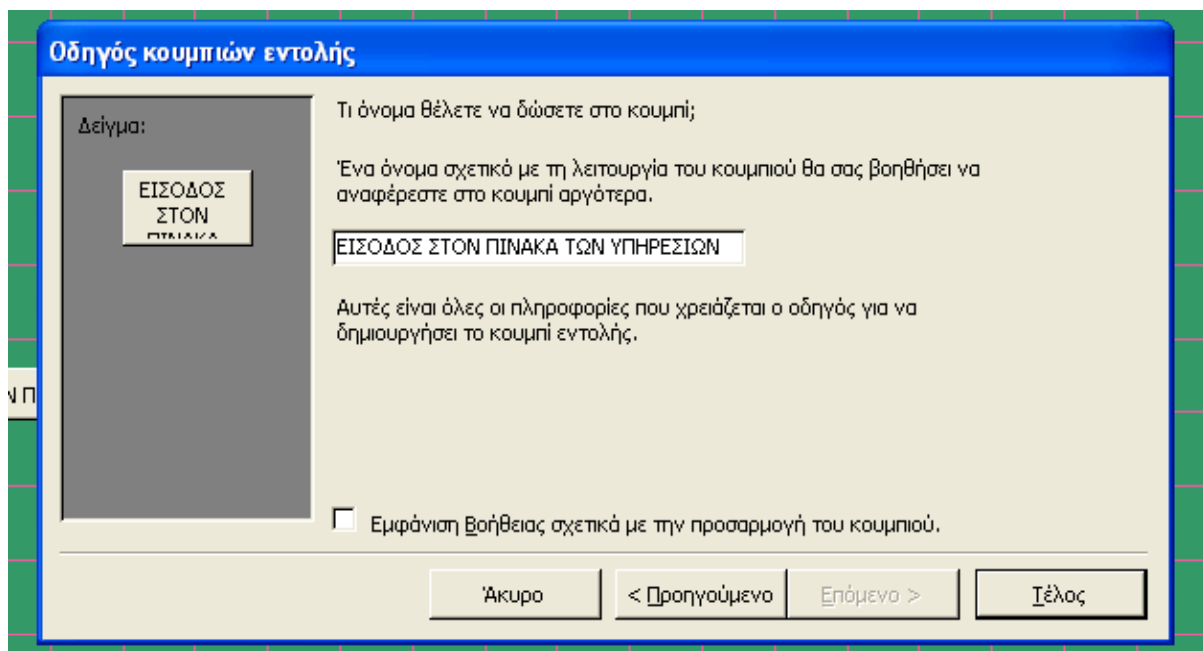 Οδηγός κουμπιών εντολής
Δείγμα:
ΕΙΣΟΔΟΣ
ΣΤΟΝ
ΠΙΝΑΚΑ
Τι όνομα θέλετε να δώσετε στο κουμπί;
Ένα όνομα σχετικό με τη λειτουργία του κουμπιού θα σας βοηθήσει να
αναφέρεστε στο κουμπί αργότερα.
ΕΙΣΟΔΟΣ ΣΤΟΝ ΠΙΝΑΚΑ ΤΩΝ ΥΠΗΡΕΣΙΩΝ
Αυτές είναι όλες οι πληροφορίες που χρειάζεται ο οδηγός για να
δημιουργήσει το κουμπί εντολής.
Εμφάνιση Βοήθειας σχετικά με την προσαρμογή του κουμπιού.
Άκυρο
< Προηγούμενο
Επόμενο >
Τέλος